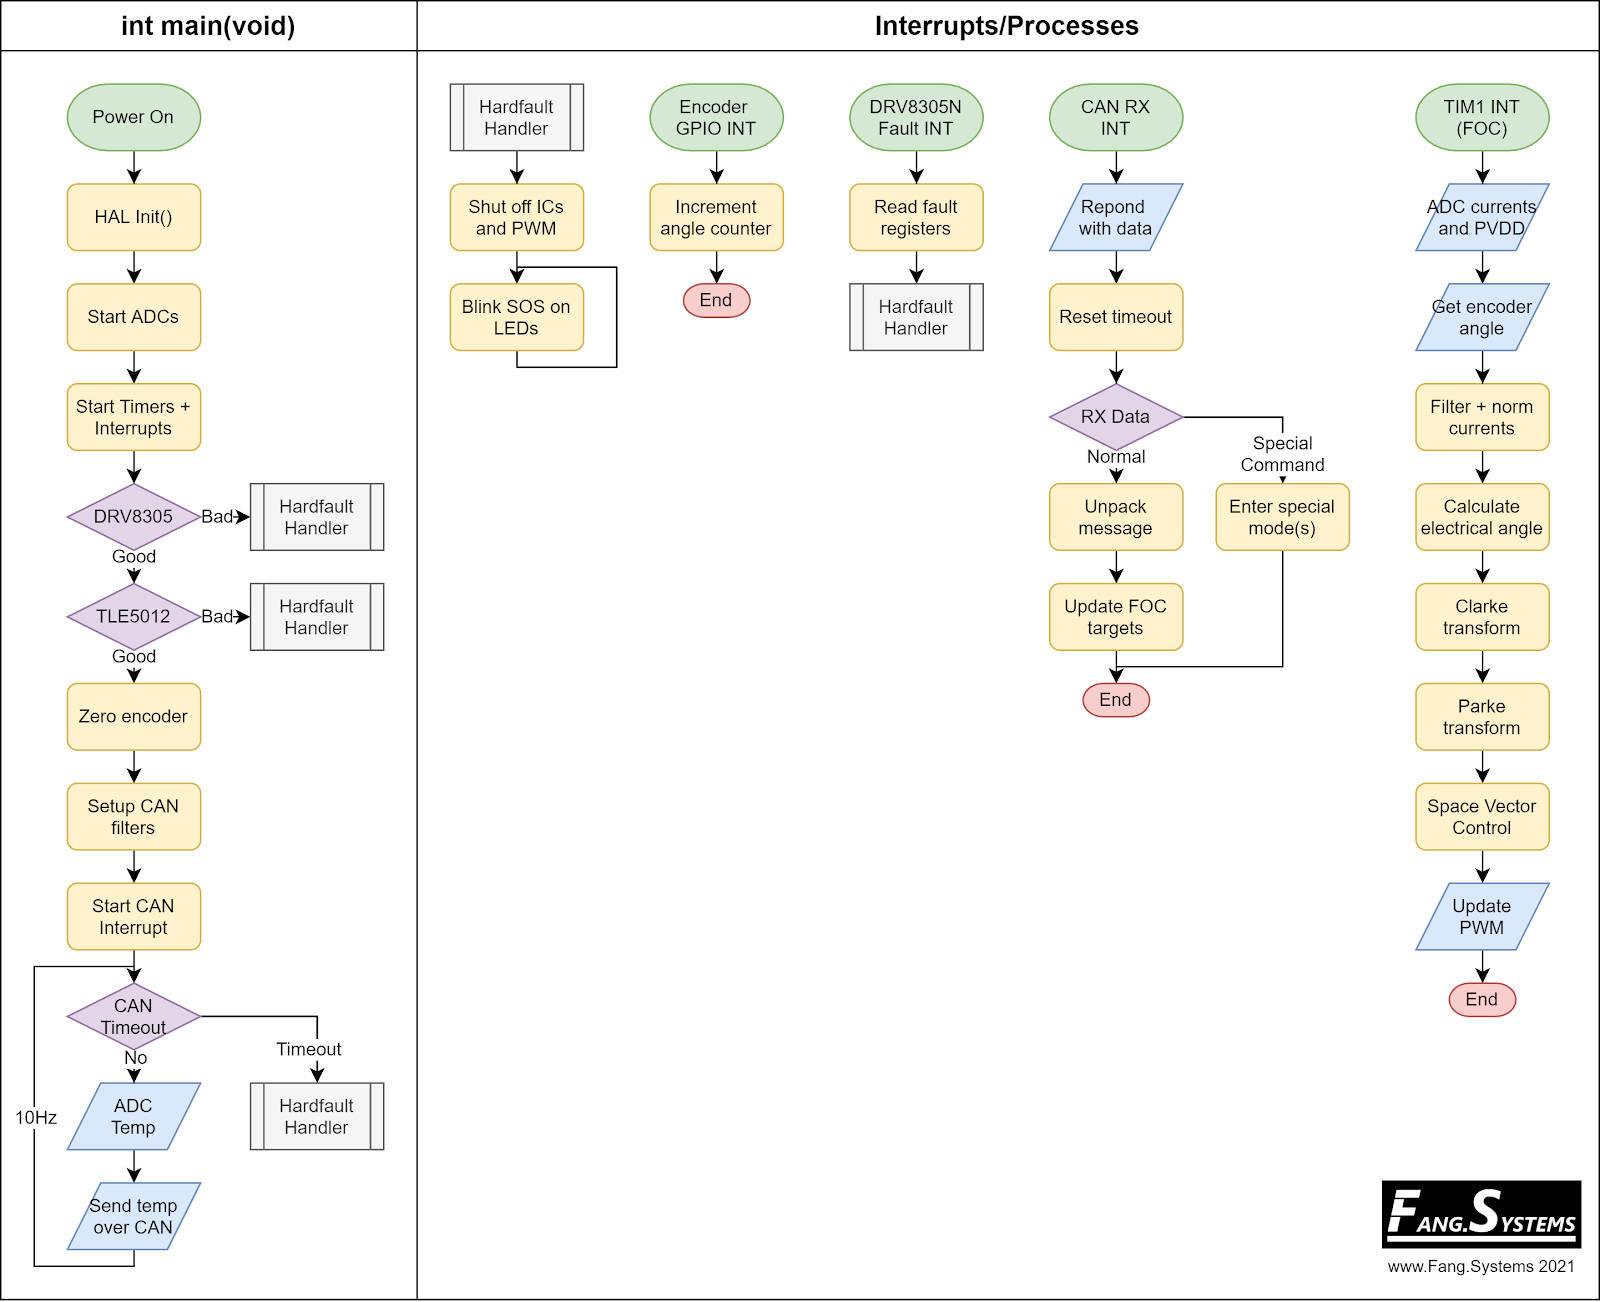 int main(void)
Interrupts/Processes
Power On
HAL Init()
Start ADCs
Start Timers +
Interrupts
DRV8305
Bad
Hardfault
Handler
Good
TLE5012
Bad
Hardfault
Handler
Good
Zero encoder
Setup CAN
filters
Start CAN
Interrupt
CAN
Timeout
Timeout
No
Hardfault
Handler
ADC
Temp
10Hz
Send temp
over CAN
Hardfault
Handler
Shut off ICs
and PWM
Blink SOS on
LEDs
Encoder
GPIO INT
Increment
angle counter
End
DRV8305N
Fault INT
Read fault
registers
Hardfault
Handler
CAN RX
INT
Repond
with data
Reset timeout
RX Data
Normal
Special
Command
Unpack
message
Enter special
mode(s)
Update FOC
targets
End
TIM1 INT
(FOC)
ADC currents
and PVDD
Get encoder
angle
Filter + norm
currents
Calculate
electrical angle
Clarke
transform
Parke
transform
Space Vector
Control
Update
PWM
End
FANG.SYSTEMS
www.Fang.Systems 2021